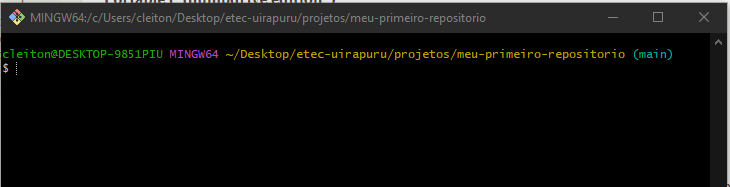 MINGW64:/c/Users/cleiton/Desktop/etec-uirapuru/projetos/meu-primeiro-repositorio
cleiton@DESKTOP-9851PIU MINGW64 ~/Desktop/etec-uirapuru/projetos/meu-primeiro-repositorio (main)
$